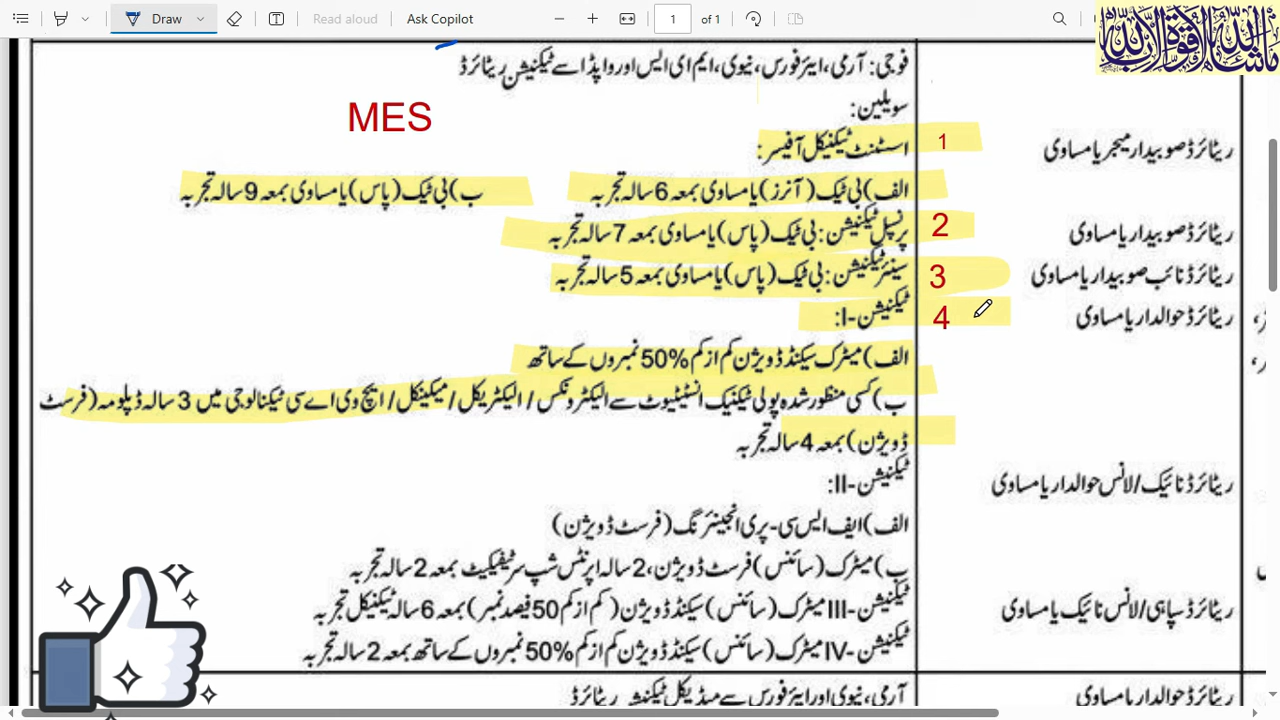 Draw
Read aloud
Ask Copilot
1 of 1
ماشاءاللہ لاقوة الا باللہ
فوجی: آرمی، ایئرفورس، نیوی، ایم ای ایس اور واپڈا سے ٹیکنیشن ریٹائرڈ
MES
سویلین:
ریٹائرڈ صوبیدار میجر یا مساوی
1
اسسٹنٹ ٹیکنیکل آفیسر:
الف) بی ٹیک (آنرز) یا مساوی بمعہ 6 سالہ تجربہ
ب) بی ٹیک (پاس) یا مساوی بمعہ 9 سالہ تجربہ
ریٹائرڈ صوبیدار یا مساوی
2
پرنسپل ٹیکنیشن: بی ٹیک (پاس) یا مساوی بمعہ 7 سالہ تجربہ
ریٹائرڈ نائب صوبیدار یا مساوی
3
سینئر ٹیکنیشن: بی ٹیک (پاس) یا مساوی بمعہ 5 سالہ تجربہ
ریٹائرڈ حوالدار یا مساوی
4
ٹیکنیشن-I:
الف) میٹرک سیکنڈ ڈویژن کم از کم 50% نمبروں کے ساتھ
ب) کسی منظور شدہ پولی ٹیکنیک انسٹیٹیوٹ سے الیکٹرونکس / الیکٹریکل / میکینکل / ایچ وی اے سی ٹیکنالوجی میں 3 سالہ ڈپلومہ (فرسٹ
ڈویژن) بمعہ 4 سالہ تجربہ
ریٹائرڈ نائیک/لانس حوالدار یا مساوی
ٹیکنیشن-II:
الف) ایف ایس سی-پری انجینئرنگ (فرسٹ ڈویژن)
ب) میٹرک (سائنس) فرسٹ ڈویژن، 2 سالہ اپرنٹس شپ سرٹیفکیٹ بمعہ 2 سالہ تجربہ
ریٹائرڈ سپاہی/لانس نائیک یا مساوی
ٹیکنیشن-III میٹرک (سائنس) سیکنڈ ڈویژن (کم از کم 50 فیصد نمبر) بمعہ 6 سالہ ٹیکنیکل تجربہ
ٹیکنیشن-IV میٹرک (سائنس) سیکنڈ ڈویژن کم از کم 50% نمبروں کے ساتھ بمعہ 2 سالہ تجربہ
ریٹائرڈ حوالدار یا مساوی
آرمی، نیوی اور ایئرفورس سے میڈیکل ٹیکنیشن ریٹائرڈ